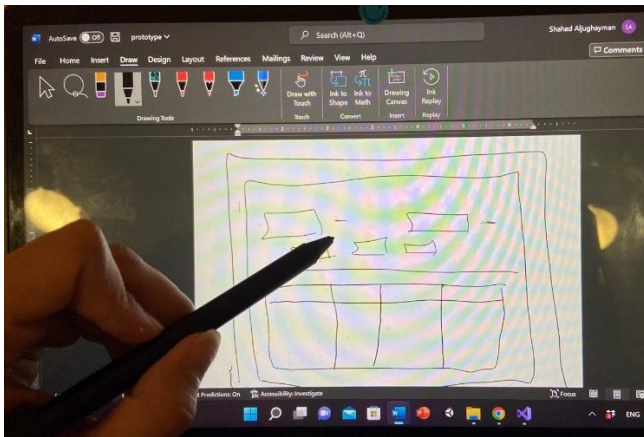 AutoSave Off prototype Search (Alt+Q) Shahad Aljughayman SA
File Home Insert Draw Design Layout References Mailings Review View Help Comments
Draw with Touch
Ink to Shape
Ink to Math
Drawing Canvas
Ink Replay
Drawing Tools Touch Convert Insert Replay
t Predictions: On Accessibility: Investigate Focus
ENG